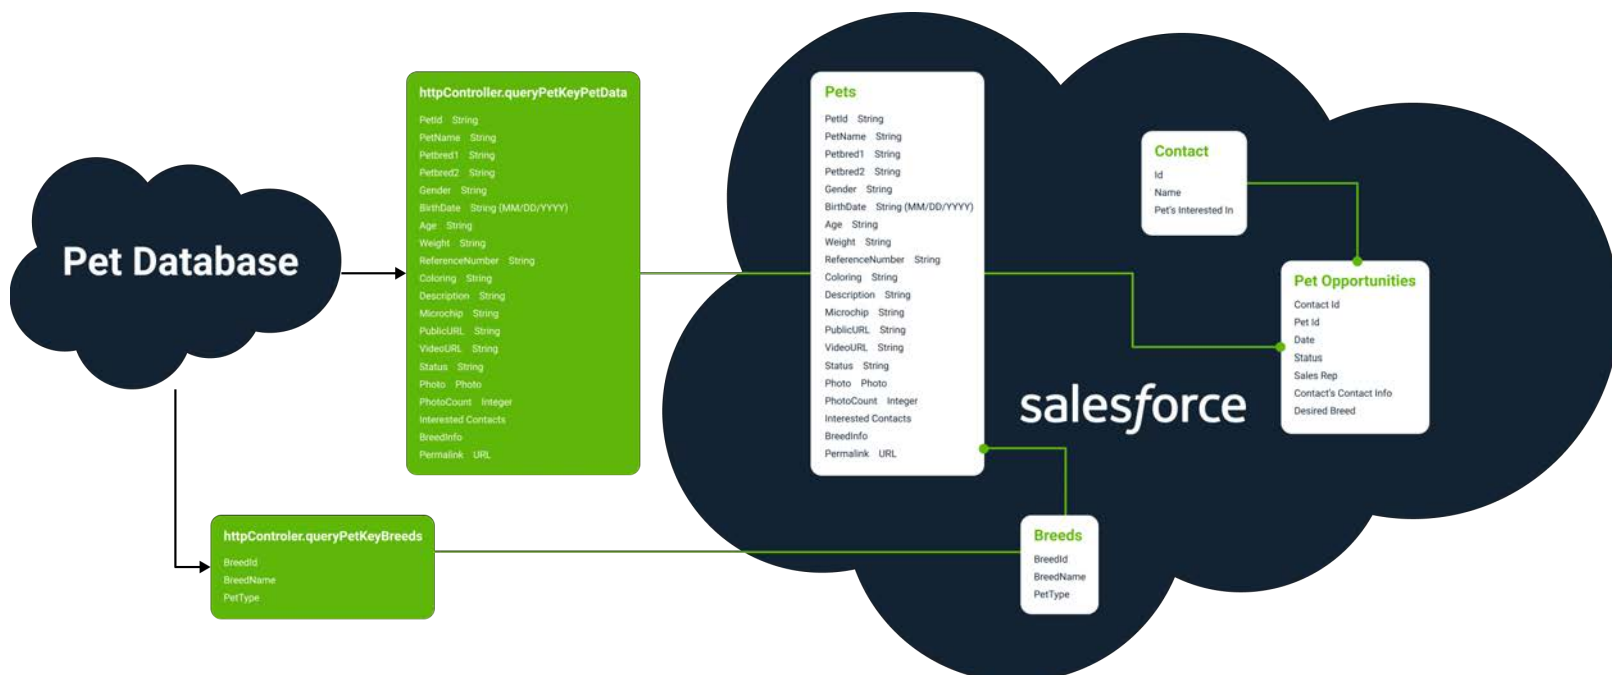 Pet Database
httpController.queryPetKeyPetData
PetId String
PetName String
Petbred1 String
Petbred2 String
Gender String
BirthDate String (MM/DD/YYYY)
Age String
Weight String
ReferenceNumber String
Coloring String
Description String
Microchip String
PublicURL String
VideoURL String
Status String
Photo Photo
PhotoCount Integer
Interested Contacts
BreedInfo
Permalink URL
httpControler.queryPetKeyBreeds
BreedId
BreedName
PetType
Pets
PetId String
PetName String
Petbred1 String
Petbred2 String
Gender String
BirthDate String (MM/DD/YYYY)
Age String
Weight String
ReferenceNumber String
Coloring String
Description String
Microchip String
PublicURL String
VideoURL String
Status String
Photo Photo
PhotoCount Integer
Interested Contacts
BreedInfo
Permalink URL
Contact
Id
Name
Pet's Interested In
Pet Opportunities
Contact Id
Pet Id
Date
Status
Sales Rep
Contact's Contact Info
Desired Breed
salesforce
Breeds
BreedId
BreedName
PetType